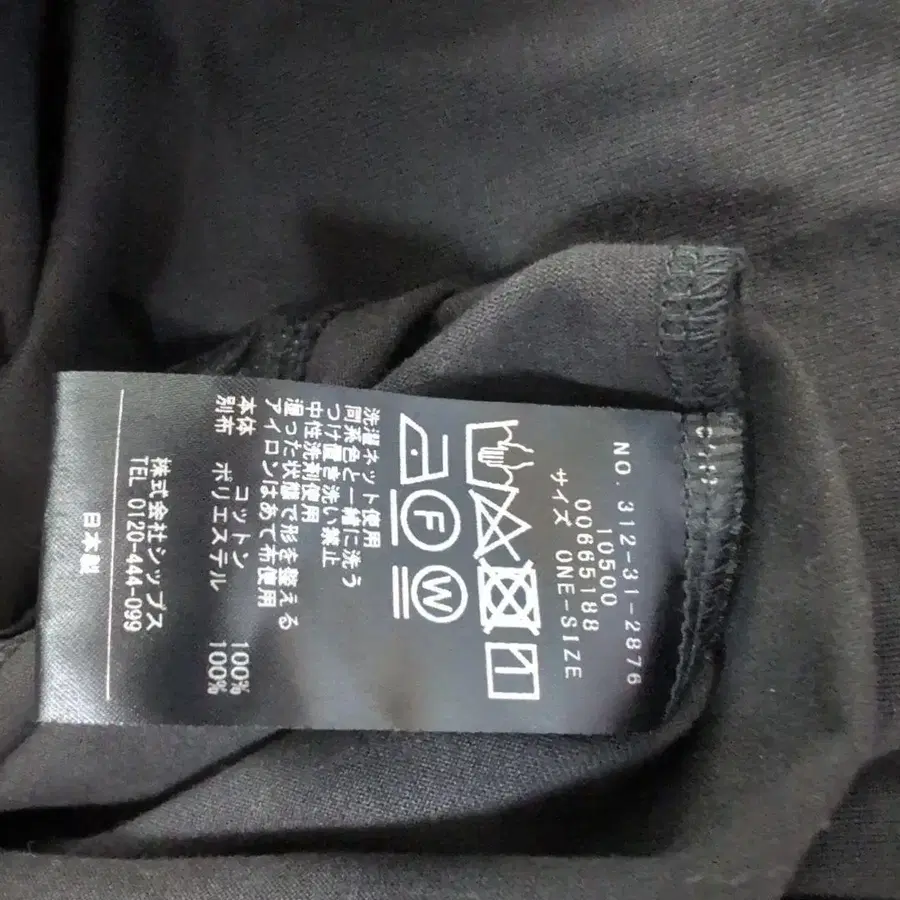 NO. 312-31-2876
10500
0065188
サイズ ONE-SIZE
F
W
洗濯ネット使用
同系色と一緒に洗う
つけ置き洗い禁止
中性洗剤使用
湿った状態で形を整える
アイロンはあて布使用
本体 コットン 100%
別布 ポリエステル 100%
株式会社シップス
TEL 0120-444-099
日本製